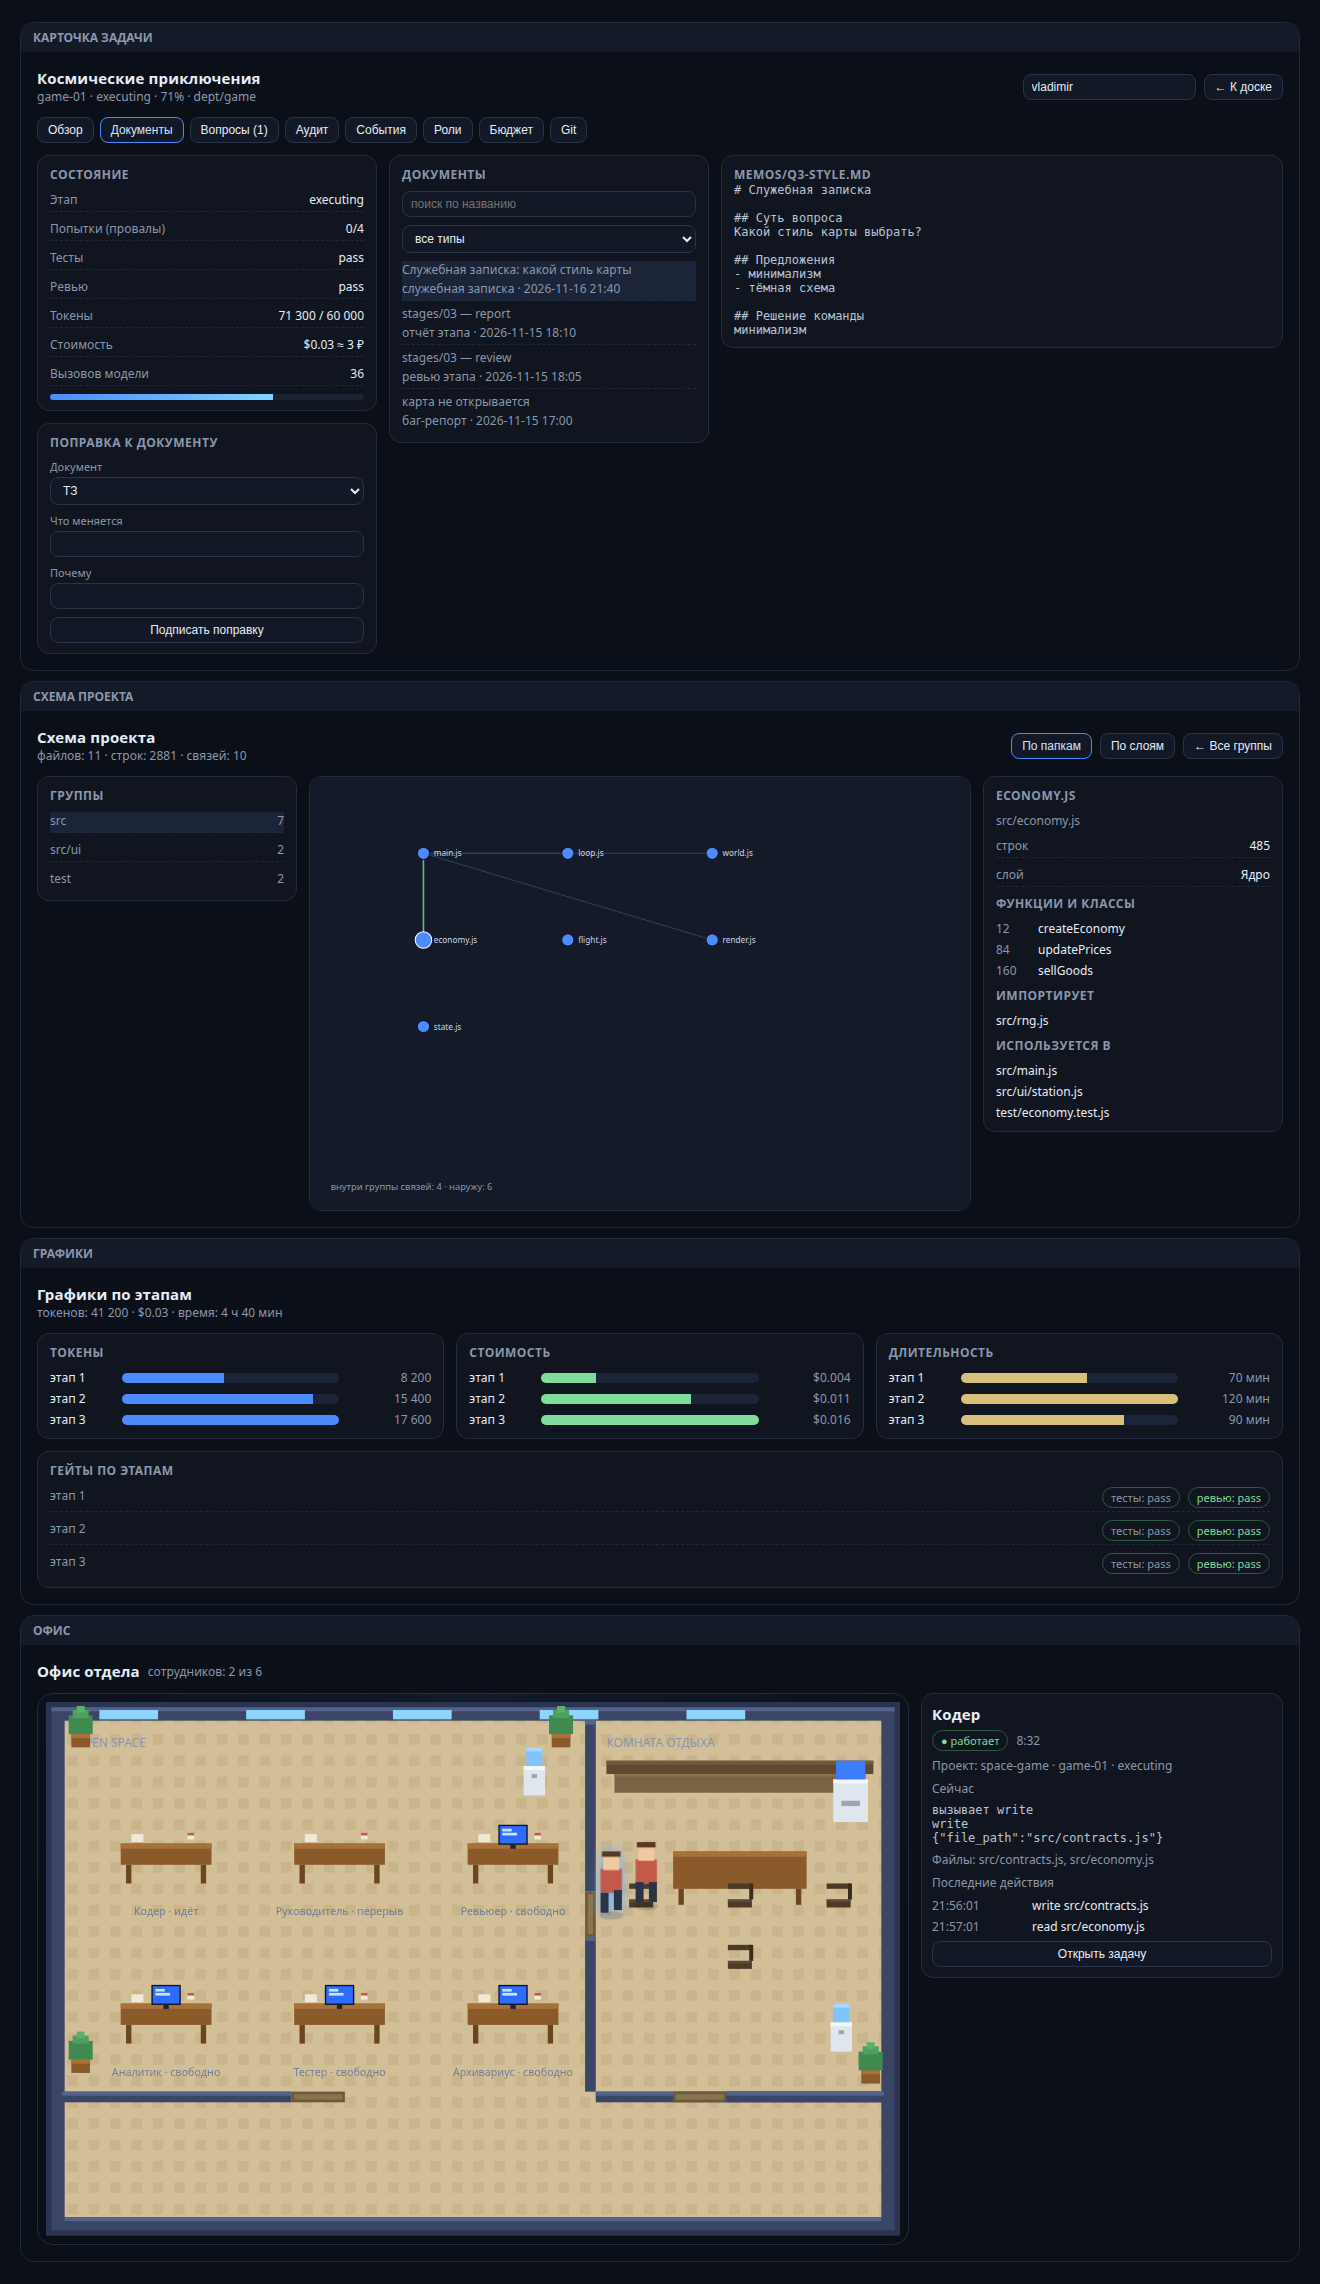 КАРТОЧКА ЗАДАЧИ
Космические приключения
game-01 · executing · 71% · dept/game
vladimir
← К доске
Обзор
Документы
Вопросы (1)
Аудит
События
Роли
Бюджет
Git
СОСТОЯНИЕ
Этап executing
Попытки (провалы) 0/4
Тесты pass
Ревью pass
Токены 71 300 / 60 000
Стоимость $0.03 ≈ 3 ₽
Вызовов модели 36
ПОПРАВКА К ДОКУМЕНТУ
Документ
ТЗ
Что меняется
Почему
Подписать поправку
ДОКУМЕНТЫ
поиск по названию
все типы
Служебная записка: какой стиль карты
служебная записка · 2026-11-16 21:40
stages/03 — report
отчёт этапа · 2026-11-15 18:10
stages/03 — review
ревью этапа · 2026-11-15 18:05
карта не открывается
баг-репорт · 2026-11-15 17:00
MEMOS/Q3-STYLE.MD
# Служебная записка
## Суть вопроса
Какой стиль карты выбрать?
## Предложения
- минимализм
- тёмная схема
## Решение команды
минимализм
СХЕМА ПРОЕКТА
Схема проекта
файлов: 11 · строк: 2881 · связей: 10
По папкам
По слоям
← Все группы
ГРУППЫ
src 7
src/ui 2
test 2
main.js
loop.js
world.js
economy.js
flight.js
render.js
state.js
внутри группы связей: 4 · наружу: 6
ECONOMY.JS
src/economy.js
строк 485
слой Ядро
ФУНКЦИИ И КЛАССЫ
12 createEconomy
84 updatePrices
160 sellGoods
ИМПОРТИРУЕТ
src/rng.js
ИСПОЛЬЗУЕТСЯ В
src/main.js
src/ui/station.js
test/economy.test.js
ГРАФИКИ
Графики по этапам
токенов: 41 200 · $0.03 · время: 4 ч 40 мин
ТОКЕНЫ
этап 1 8 200
этап 2 15 400
этап 3 17 600
СТОИМОСТЬ
этап 1 $0.004
этап 2 $0.011
этап 3 $0.016
ДЛИТЕЛЬНОСТЬ
этап 1 70 мин
этап 2 120 мин
этап 3 90 мин
ГЕЙТЫ ПО ЭТАПАМ
этап 1 тесты: pass ревью: pass
этап 2 тесты: pass ревью: pass
этап 3 тесты: pass ревью: pass
ОФИС
Офис отдела сотрудников: 2 из 6
PEN SPACE
КОМНАТА ОТДЫХА
Кодер · идёт
Руководитель · перерыв
Ревьюер · свободно
Аналитик · свободно
Тестер · свободно
Архивариус · свободно
Кодер
● работает 8:32
Проект: space-game · game-01 · executing
Сейчас
вызывает write
write
{"file_path":"src/contracts.js"}
Файлы: src/contracts.js, src/economy.js
Последние действия
21:56:01 write src/contracts.js
21:57:01 read src/economy.js
Открыть задачу